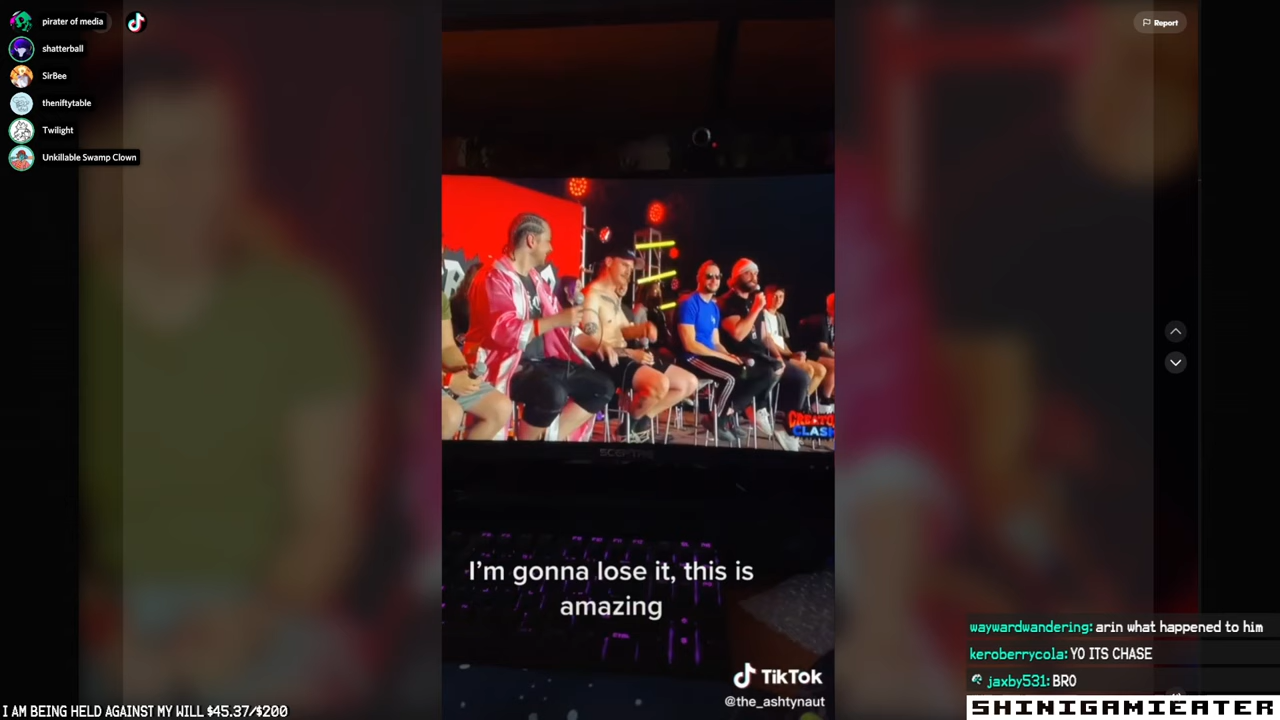 pirater of media
shatterball
SirBee
theniftytable
Twilight
Unkillable Swamp Clown
Report
SCEPTRE
I'm gonna lose it, this is
amazing
TikTok
@the_ashtynaut
waywardwandering: arin what happened to him
keroberrycola: YO ITS CHASE
jaxby531: BRO
SHINIGAMIEATER
I AM BEING HELD AGAINST MY WILL $45.37/$200